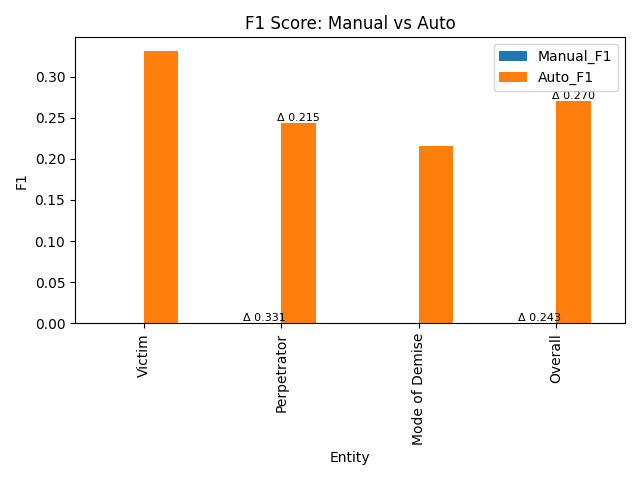 F1 Score: Manual vs Auto
Manual_F1
Auto_F1
Δ 0.270
Δ 0.215
Δ 0.331
Δ 0.243
0.30
0.25
0.20
0.15
0.10
0.05
0.00
F1
Victim
Perpetrator
Mode of Demise
Overall
Entity